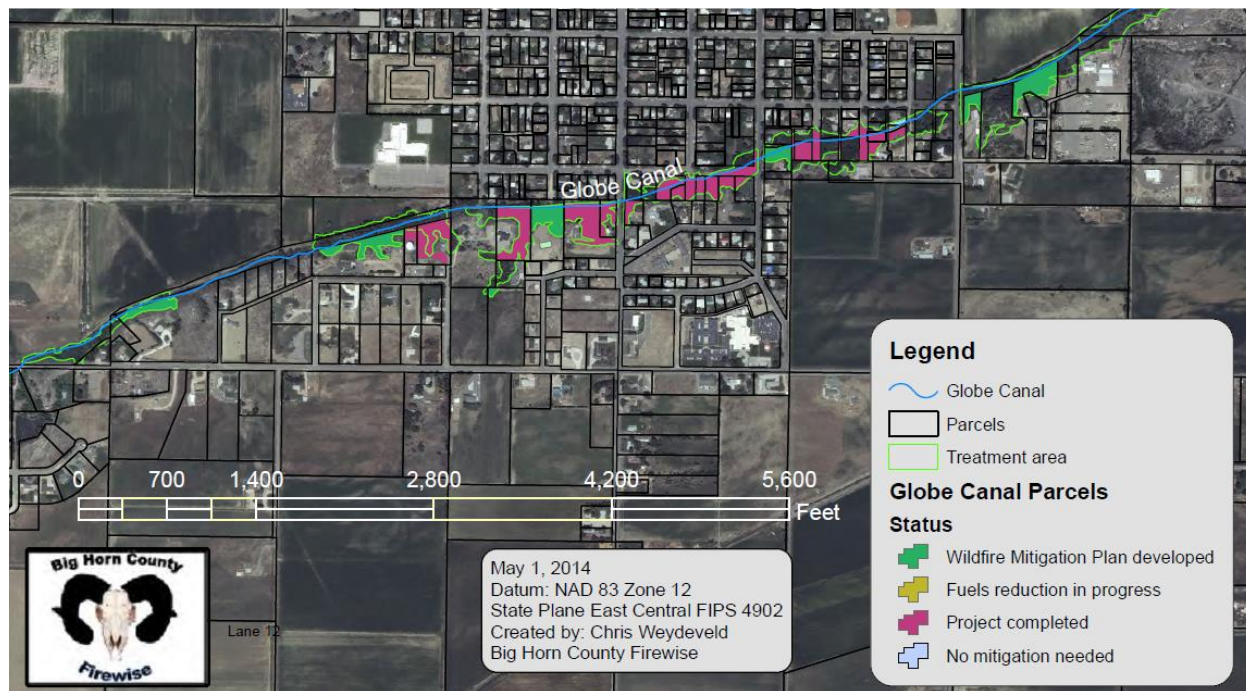 Globe Canal
Legend
Globe Canal
Parcels
Treatment area
Globe Canal Parcels
Status
Wildfire Mitigation Plan developed
Fuels reduction in progress
Project completed
No mitigation needed
0 700 1,400 2,800 4,200 5,600
Feet
May 1, 2014
Datum: NAD 83 Zone 12
State Plane East Central FIPS 4902
Created by: Chris Weydeveld
Big Horn County Firewise
Big Horn County
Firewise
Lane 12